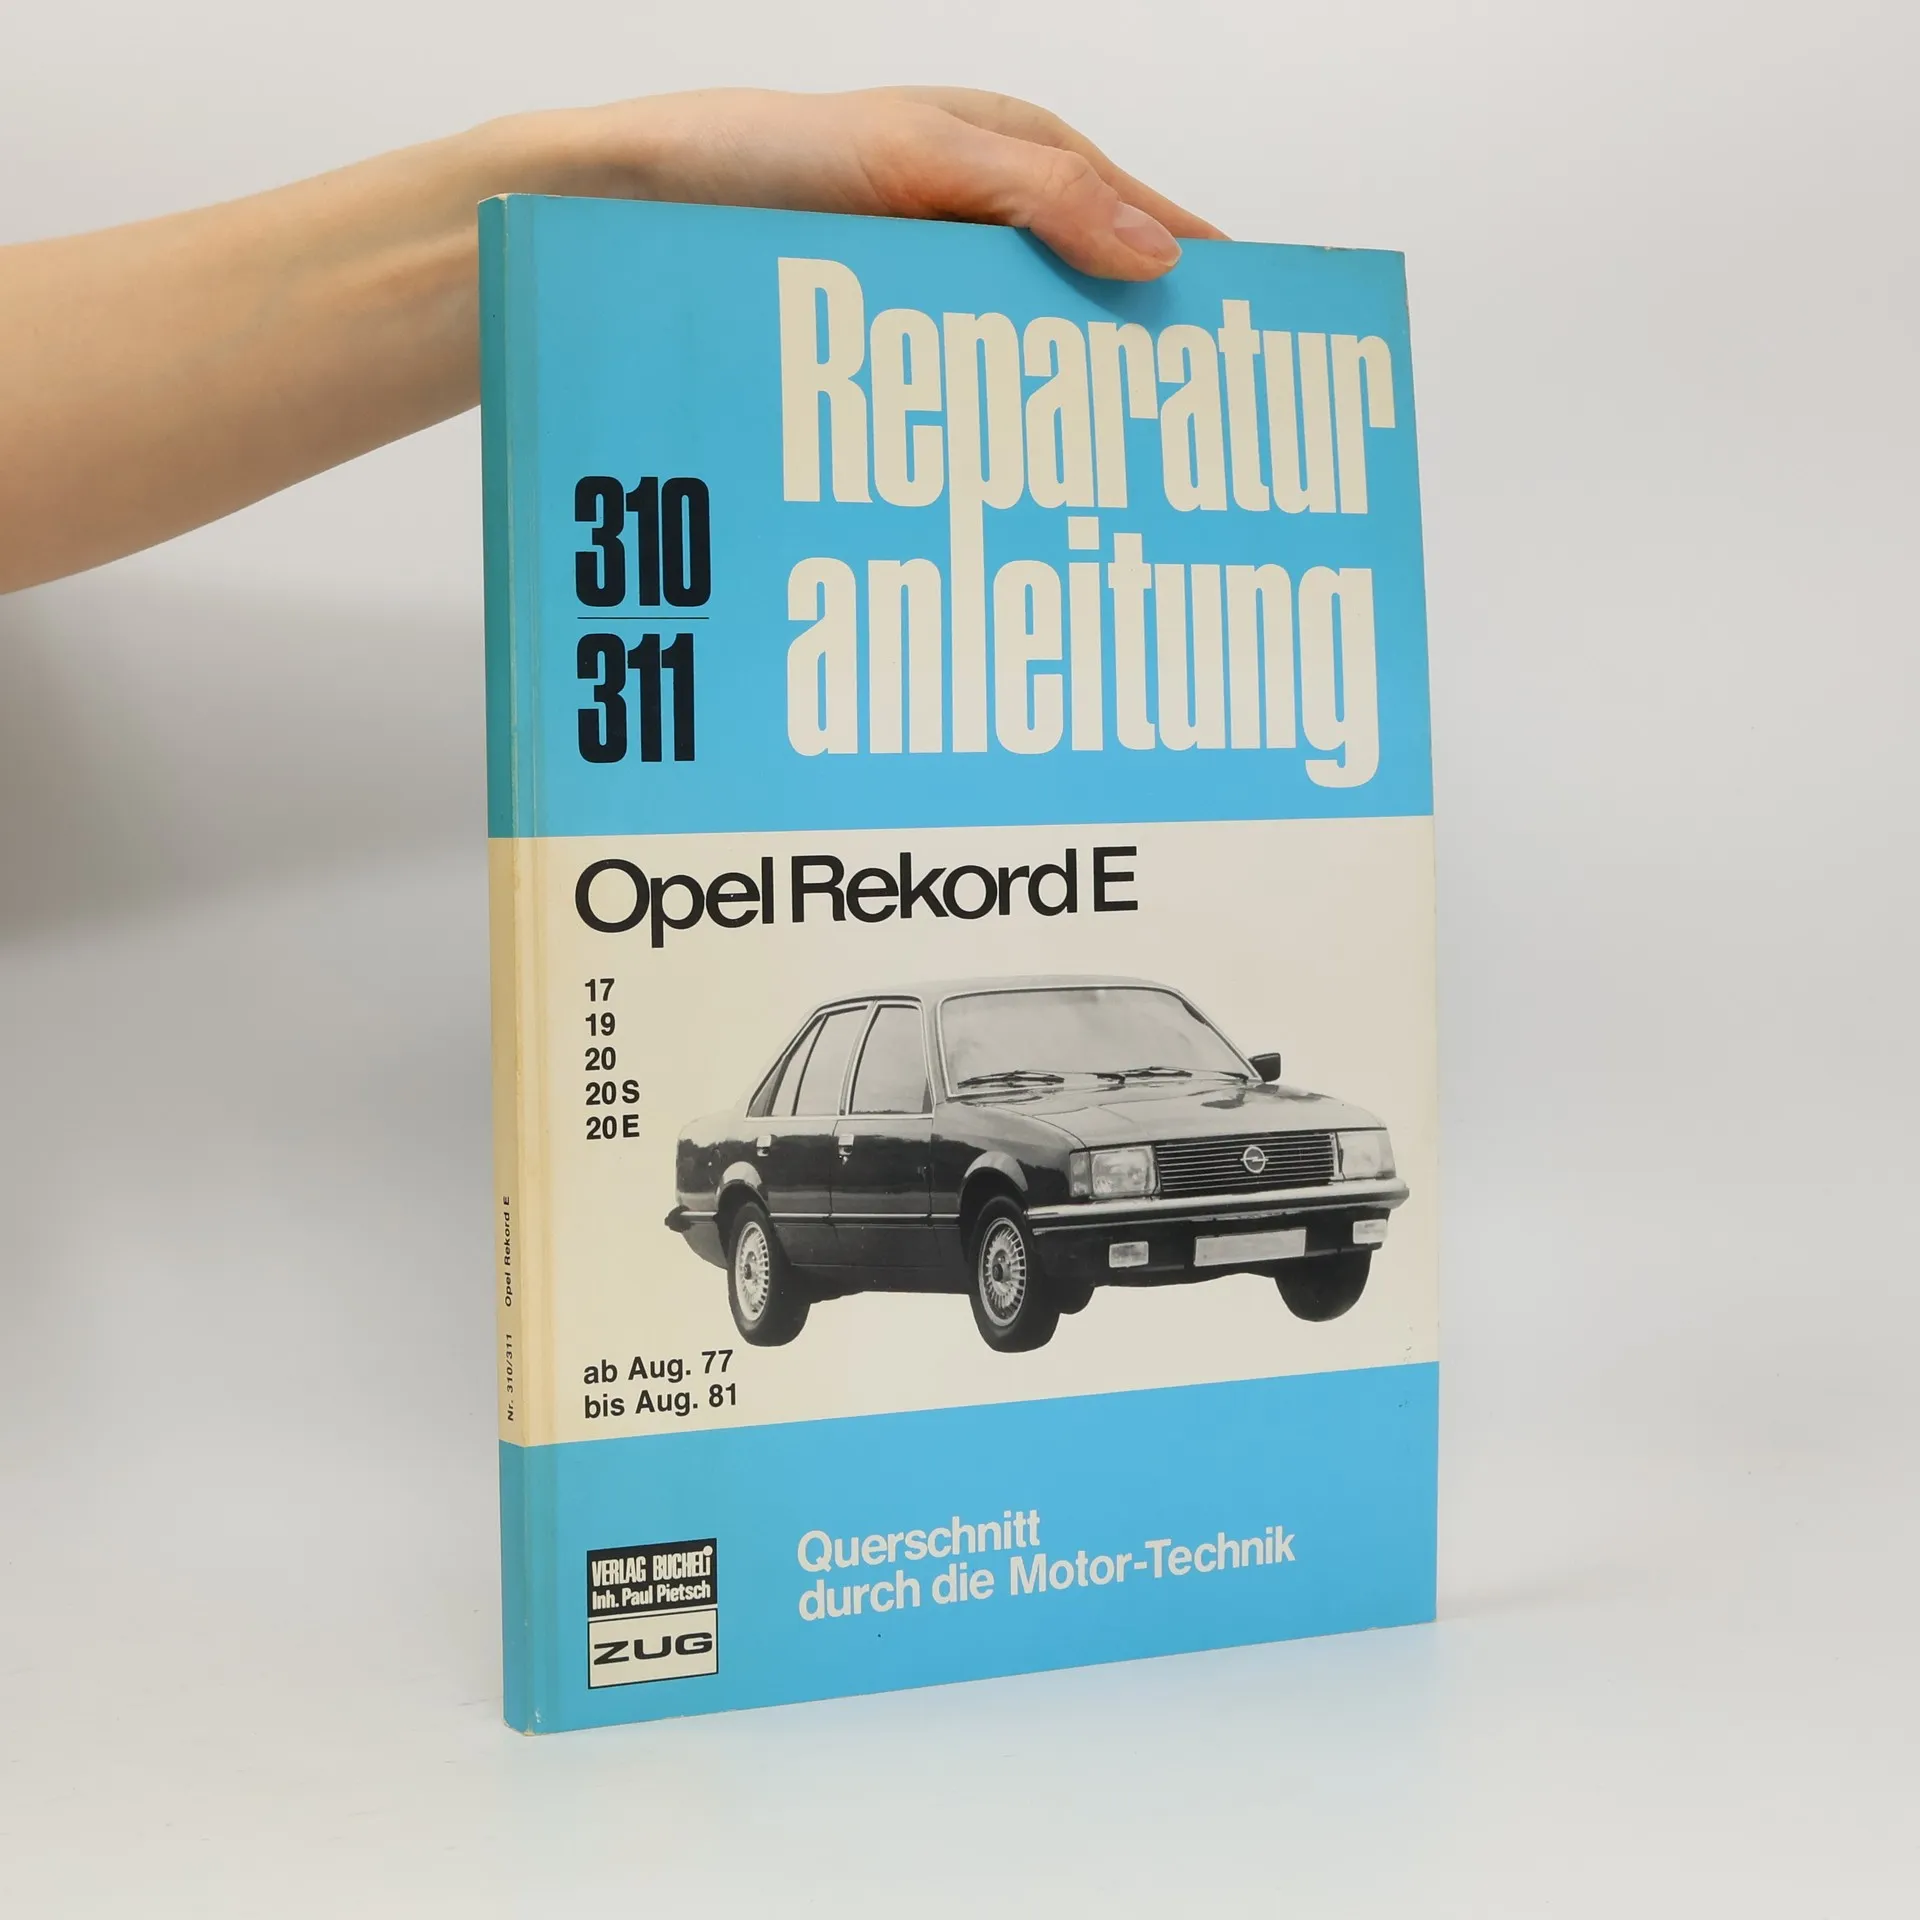 Reparatur
anleitung
310
311
Opel Rekord E
17
19
20
20 S
20 E
ab Aug. 77
bis Aug. 81
Querschnitt
durch die Motor-Technik
VERLAG BUCHELi
Inh. Paul Pietsch
ZUG
Nr. 310/311 Opel Rekord E